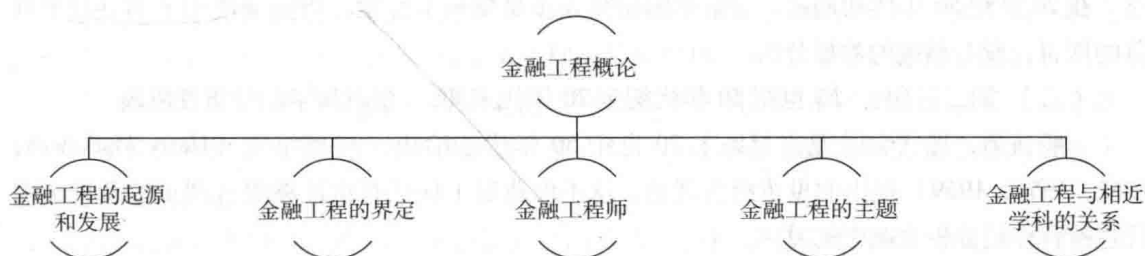 金融工程概论
金融工程的起源
和发展
金融工程的界定
金融工程师
金融工程的主题
金融工程与相近
学科的关系